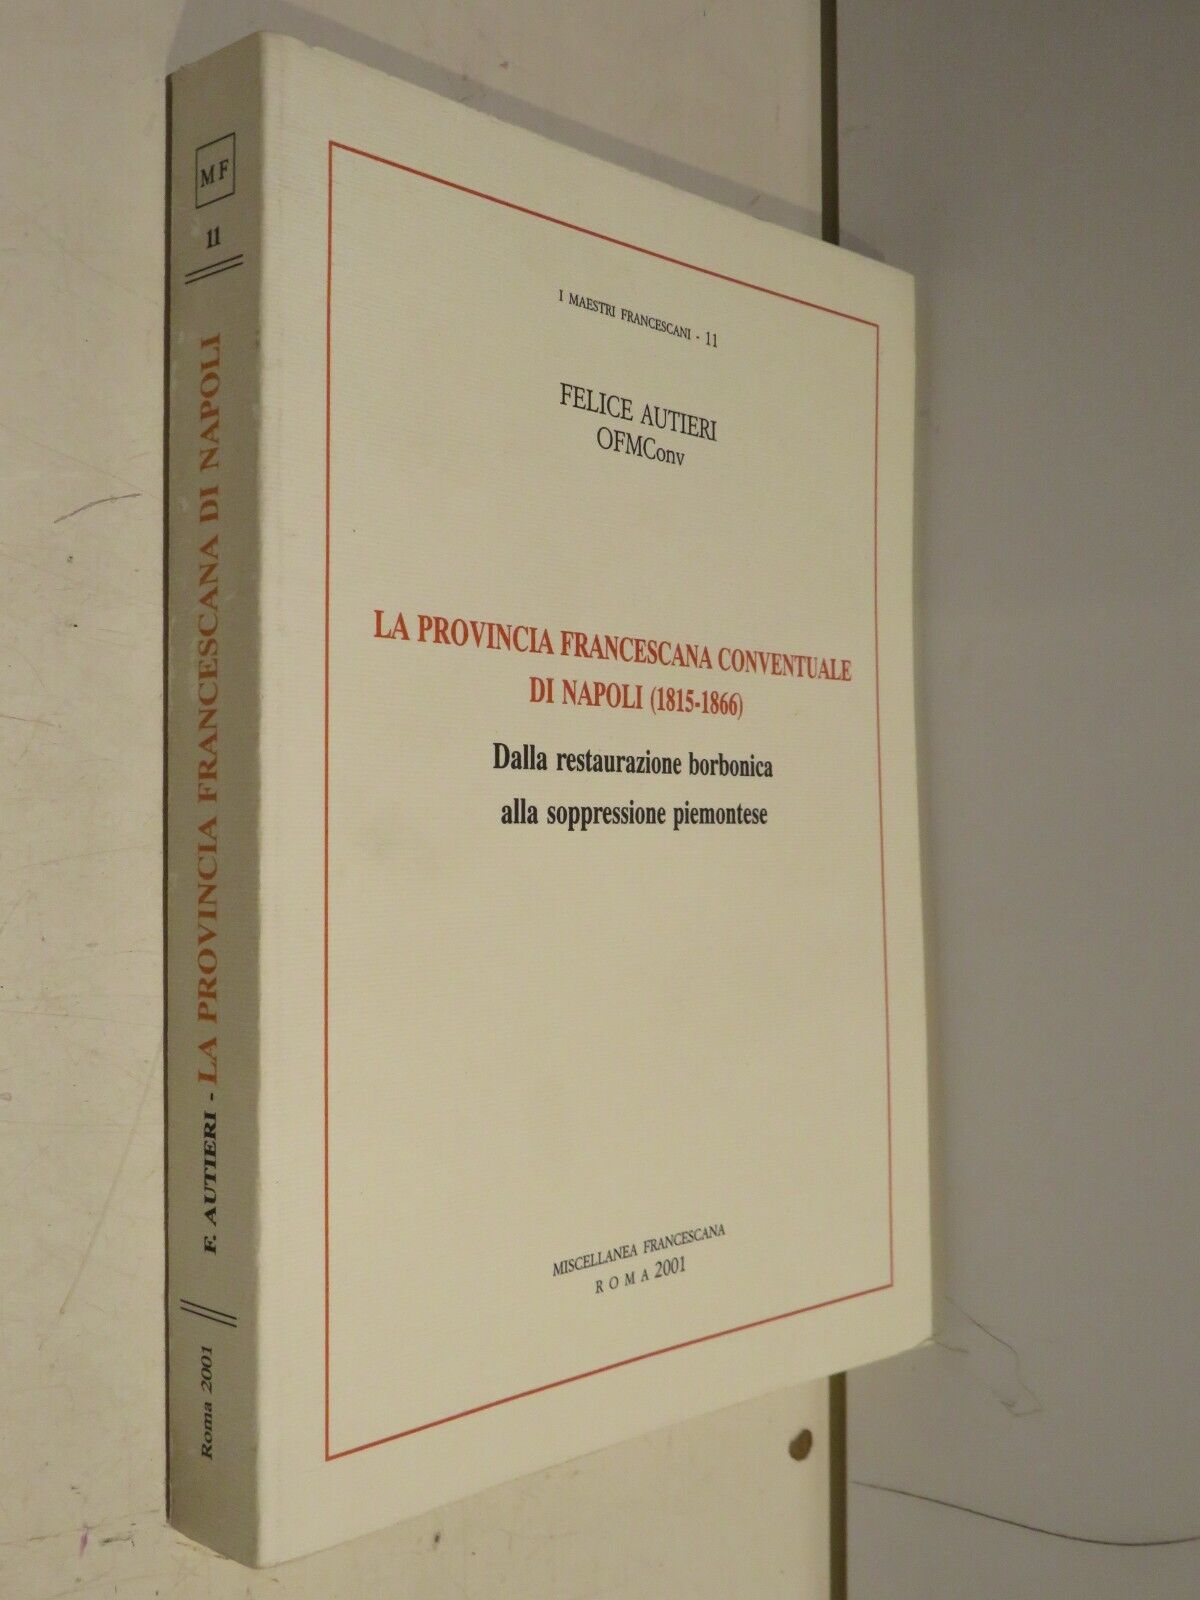 MF
11
F. AUTIERI - LA PROVINCIA FRANCESCANA DI NAPOLI
Roma 2001
I MAESTRI FRANCESCANI - 11
FELICE AUTIERI
OFMConv
LA PROVINCIA FRANCESCANA CONVENTUALE
DI NAPOLI (1815-1866)
Dalla restaurazione borbonica
alla soppressione piemontese
MISCELLANEA FRANCESCANA
ROMA 2001